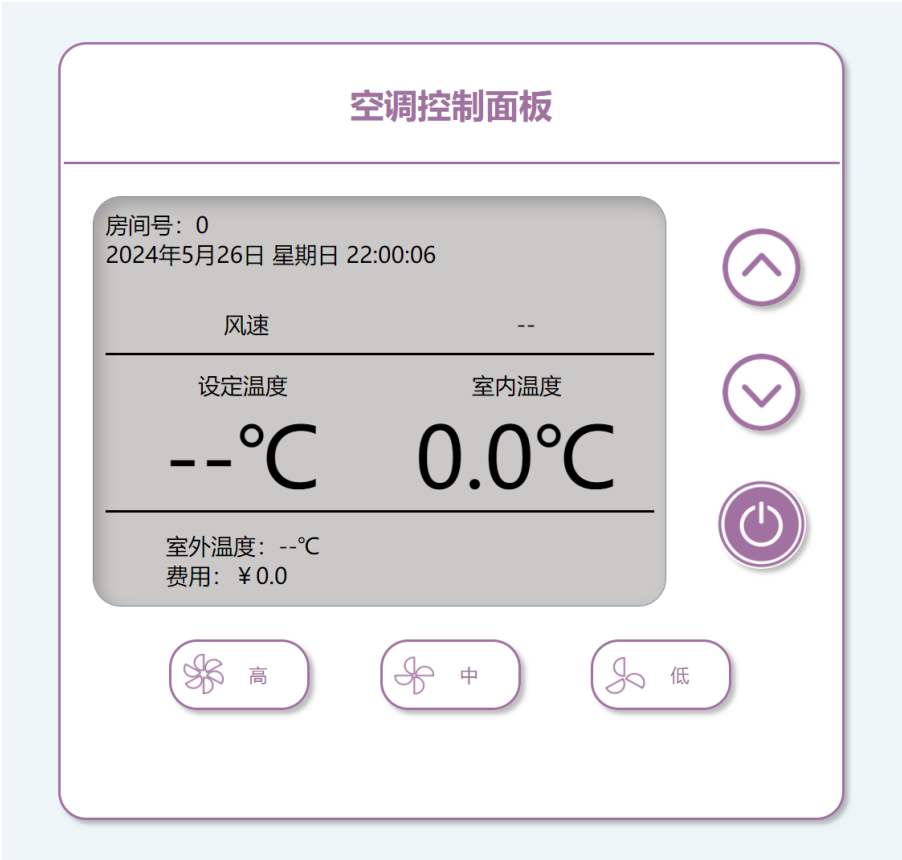 空调控制面板
房间号：0
2024年5月26日 星期日 22:00:06
风速 --
设定温度 室内温度
--℃ 0.0℃
室外温度：--℃
费用：￥0.0
高 中 低